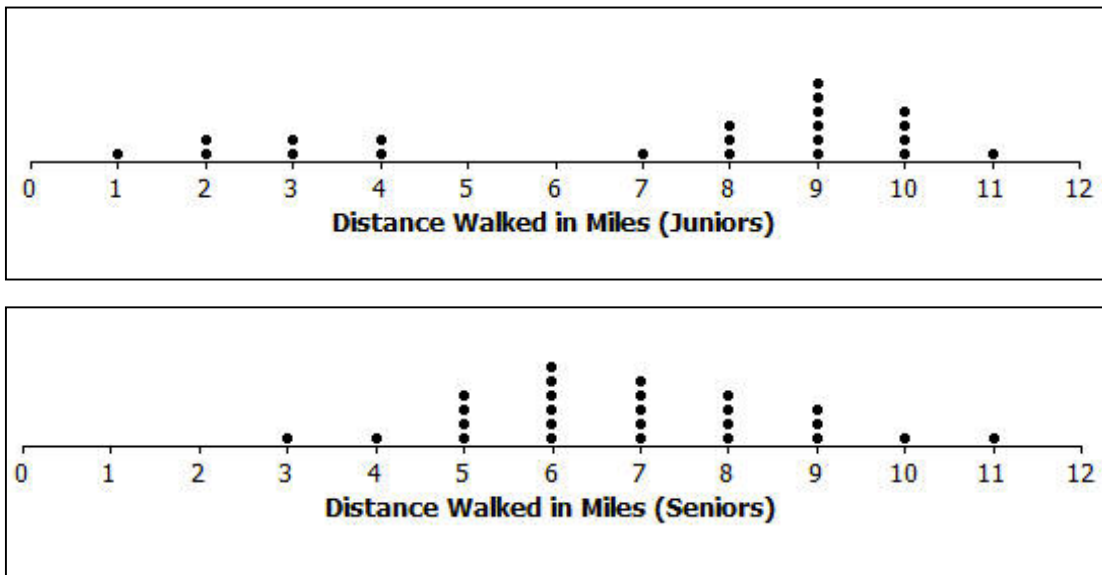 0 1 2 3 4 5 6 7 8 9 10 11 12
Distance Walked in Miles (Juniors)
0 1 2 3 4 5 6 7 8 9 10 11 12
Distance Walked in Miles (Seniors)